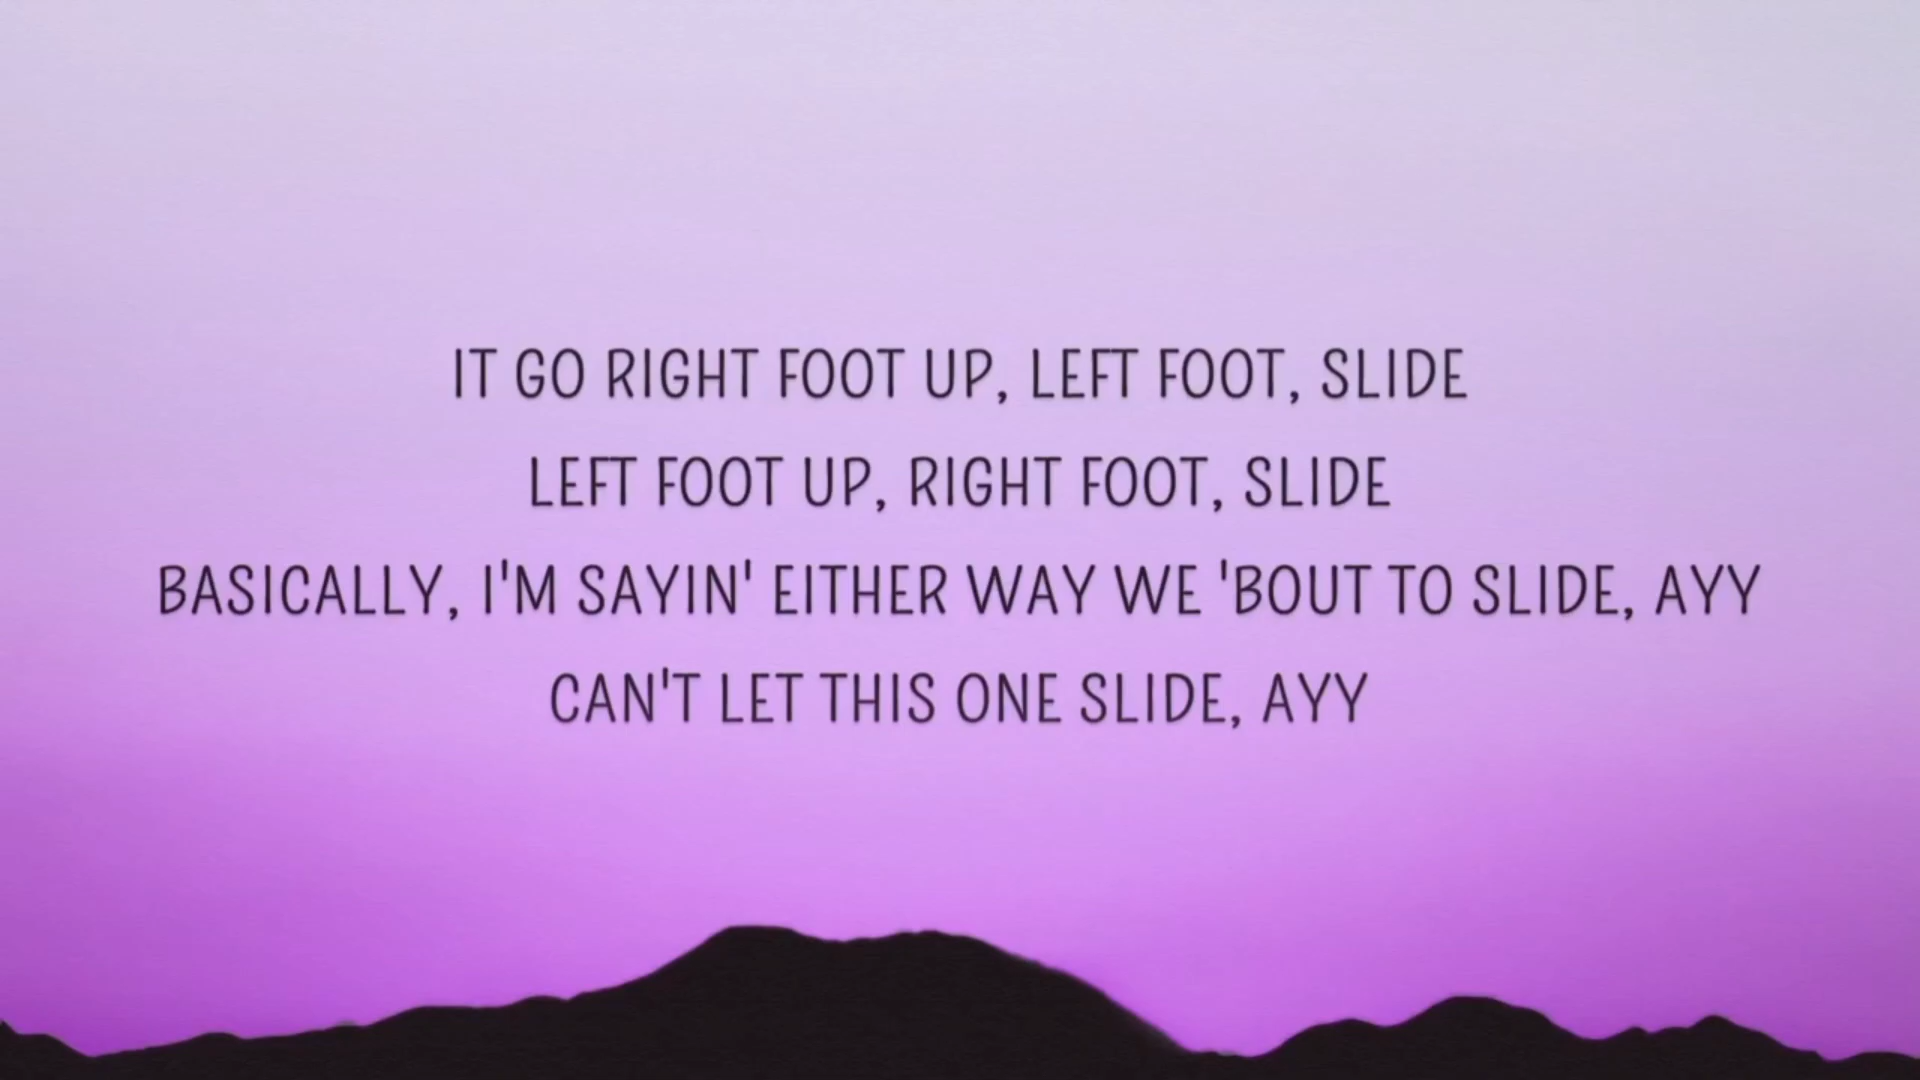 IT GO RIGHT FOOT UP, LEFT FOOT, SLIDE
LEFT FOOT UP, RIGHT FOOT, SLIDE
BASICALLY, I'M SAYIN' EITHER WAY WE 'BOUT TO SLIDE, AYY
CAN'T LET THIS ONE SLIDE, AYY